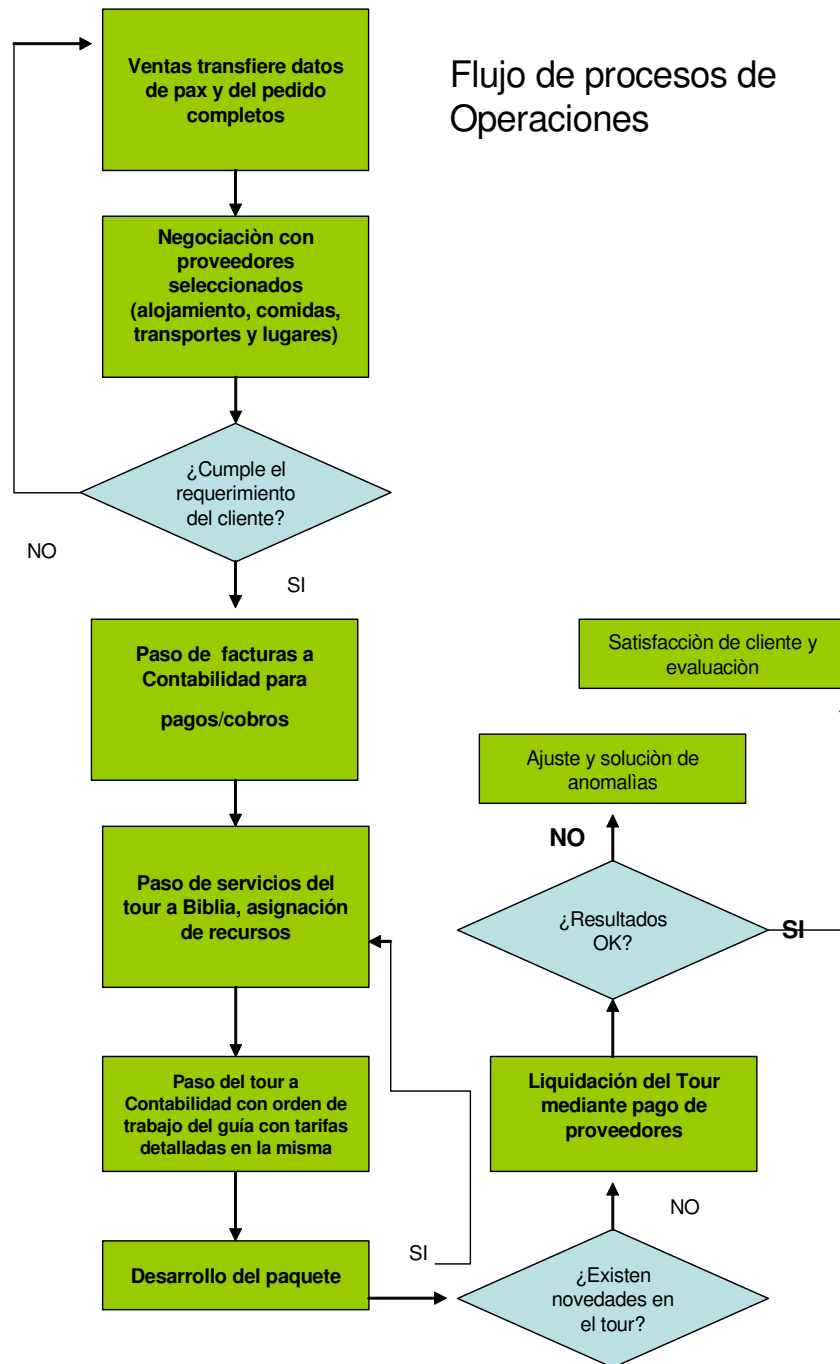 Flujo de procesos de
Operaciones
Ventas transfiere datos
de pax y del pedido
completos
Negociaciòn con
proveedores
seleccionados
(alojamiento, comidas,
transportes y lugares)
¿Cumple el
requerimiento
del cliente?
NO
SI
Paso de facturas a
Contabilidad para
pagos/cobros
Paso de servicios del
tour a Biblia, asignación
de recursos
Paso del tour a
Contabilidad con orden de
trabajo del guía con tarifas
detalladas en la misma
Desarrollo del paquete
SI
¿Existen
novedades en
el tour?
NO
Liquidación del Tour
mediante pago de
proveedores
¿Resultados
OK?
NO
SI
Ajuste y soluciòn de
anomalìas
Satisfacciòn de cliente y
evaluaciòn